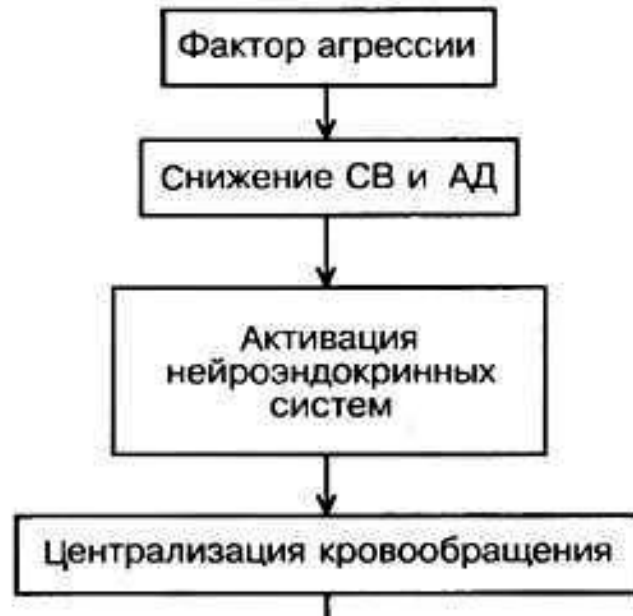 Фактор агрессии
Снижение СВ и АД
Активация
нейроэндокринных
систем
Централизация кровообращения